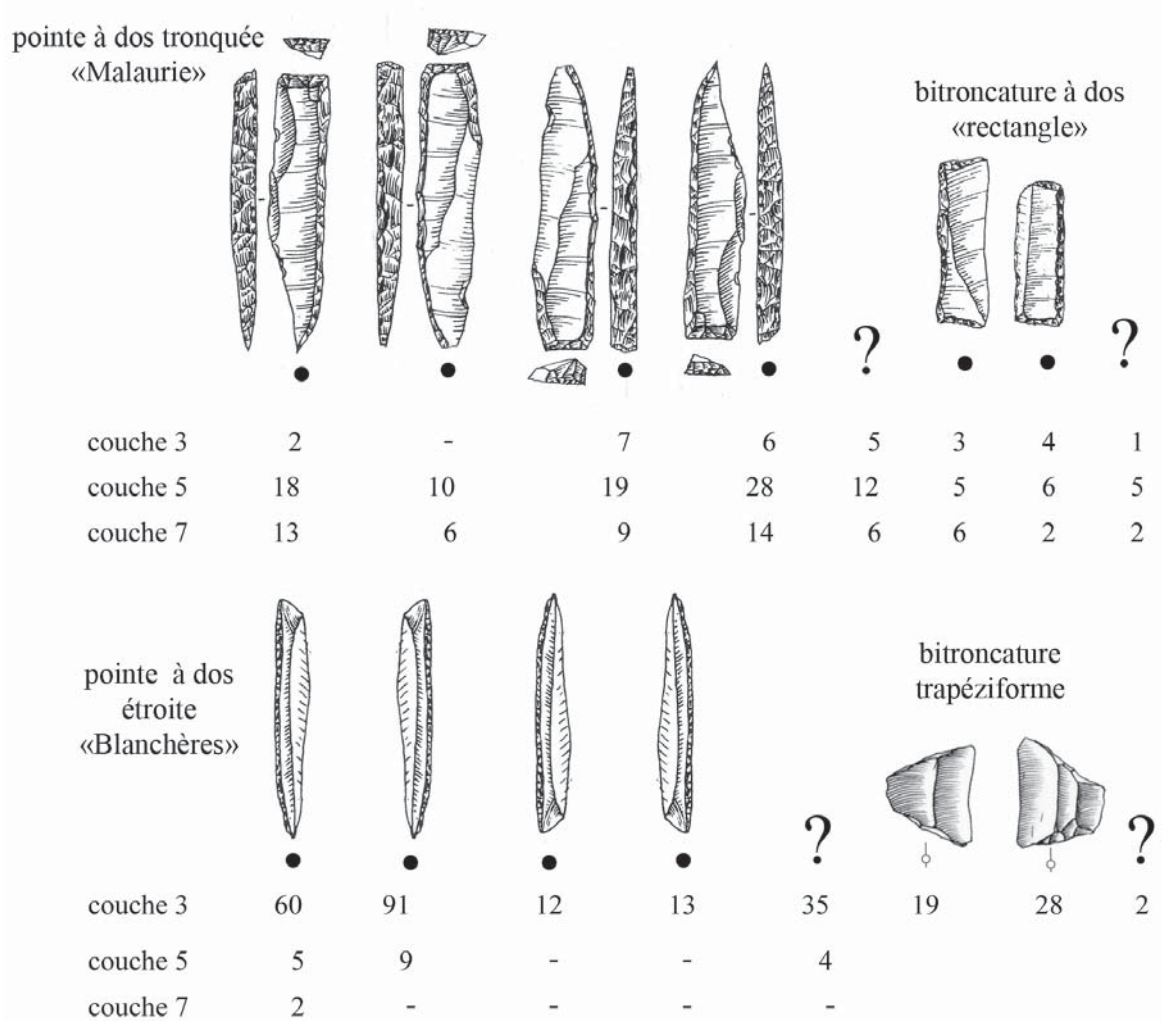 pointe à dos tronquée
«Malaurie»
bitroncature à dos
«rectangle»
? ?
couche 3 2 - 7 6 5 3 4 1
couche 5 18 10 19 28 12 5 6 5
couche 7 13 6 9 14 6 6 2 2
pointe à dos
étroite
«Blanchères»
bitroncature
trapéziforme
? ?
couche 3 60 91 12 13 35 19 28 2
couche 5 5 9 - - 4
couche 7 2 - - - -